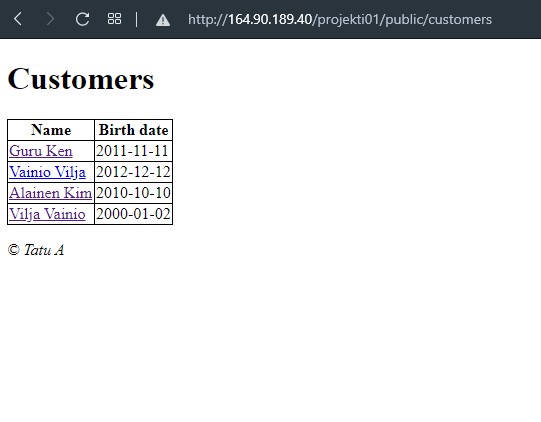 http://164.90.189.40/projekti01/public/customers
Customers
Name Birth date
Guru Ken 2011-11-11
Vainio Vilja 2012-12-12
Alainen Kim 2010-10-10
Vilja Vainio 2000-01-02
© Tatu A